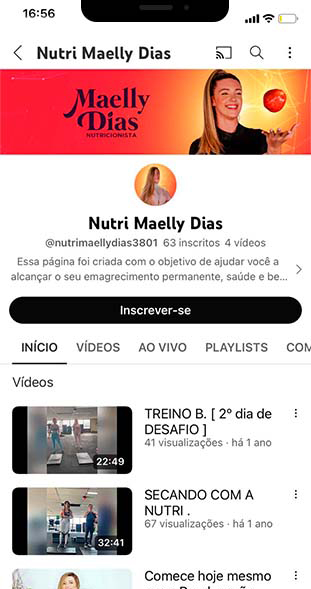 16:56
Nutri Maelly Dias
Maelly
Dias
NUTRICIONISTA
Nutri Maelly Dias
@nutrimaellydias3801 63 inscritos 4 vídeos
Essa página foi criada com o objetivo de ajudar você a
alcançar o seu emagrecimento permanente, saúde e be...
Inscrever-se
INÍCIO VÍDEOS AO VIVO PLAYLISTS COM
Vídeos
TREINO B. [ 2º dia de
DESAFIO ]
41 visualizações · há 1 ano
22:49
SECANDO COM A
NUTRI .
67 visualizações · há 1 ano
32:41
Comece hoje mesmo